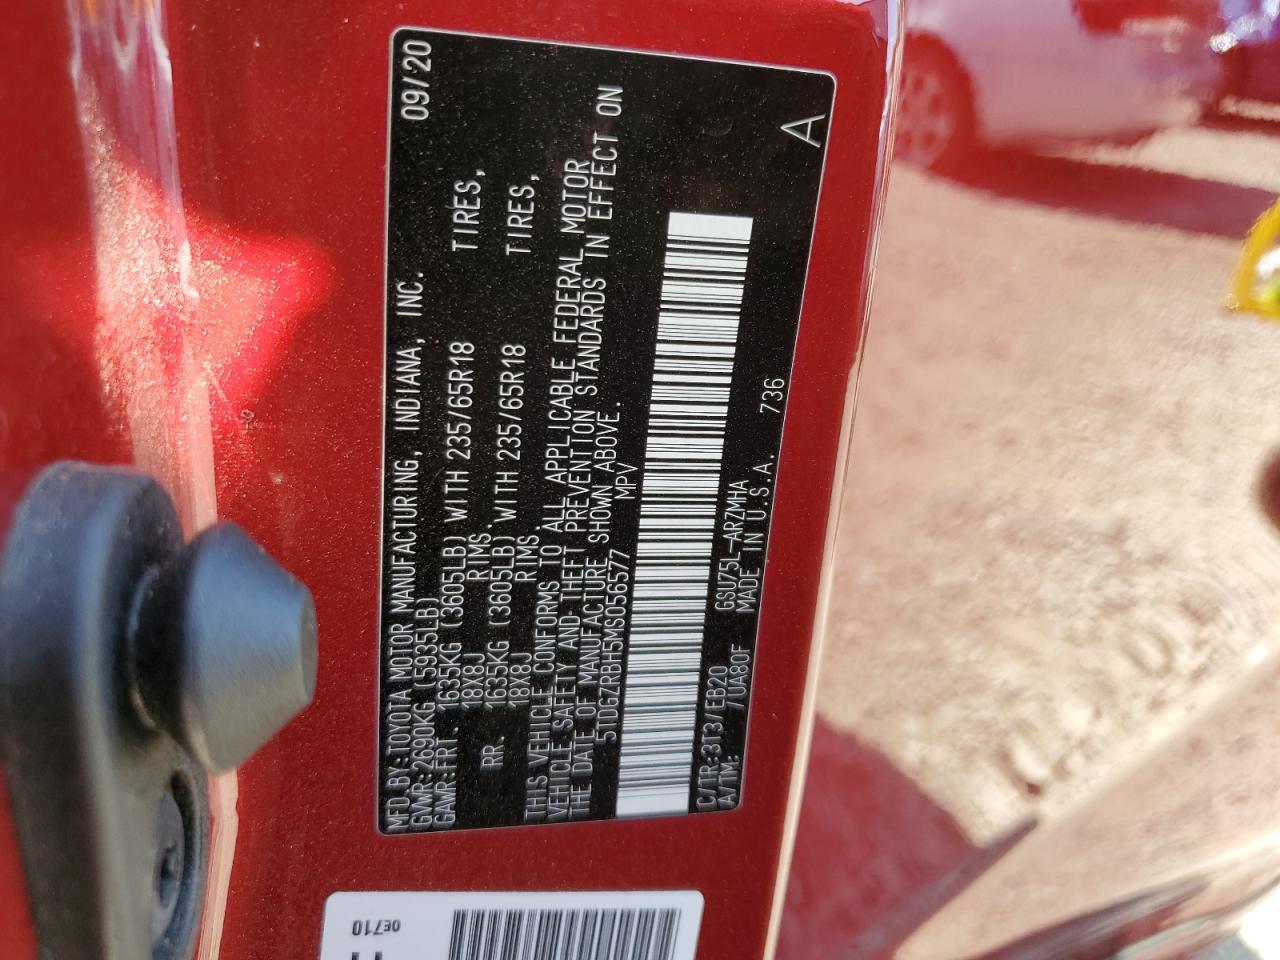 MFD.BY:TOYOTA MOTOR MANUFACTURING, INDIANA, INC. 09/20
GVWR:2690KG (5935LB)
GAWR:FRT. 1635KG (3605LB) WITH 235/65R18 TIRES,
18X8J RIMS.
RR. 1635KG (3605LB) WITH 235/65R18 TIRES,
18X8J RIMS.
THIS VEHICLE CONFORMS TO ALL APPLICABLE FEDERAL MOTOR
VEHICLE SAFETY AND THEFT PREVENTION STANDARDS IN EFFECT ON
THE DATE OF MANUFACTURE SHOWN ABOVE.
5TDGZRBH5MS056577 MPV
C/TR:3T3/EB20 GSU75L-ARZMHA
A/TM: 7UA80F MADE IN U.S.A. 736
A
0E710